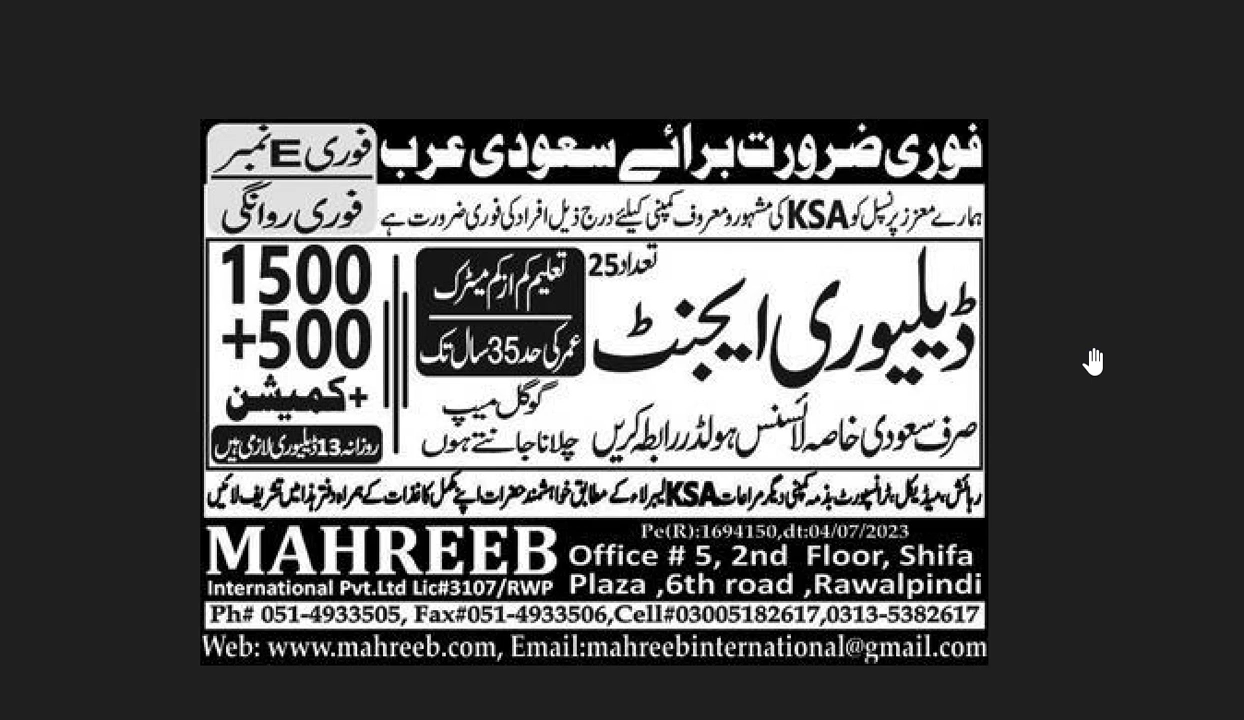 فوری ضرورت برائے سعودی عرب
فوری E نمبر
فوری روانگی
ہمارے معزز پرنسپل کو KSA کی مشہور و معروف کمپنی کیلئے درج ذیل افراد کی فوری ضرورت ہے
ڈیلیوری ایجنٹ
تعداد 25
تعلیم کم از کم میٹرک
عمر کی حد 35 سال تک
1500
+500
+کمیشن
روزانہ 13 ڈیلیوری لازمی ہیں
صرف سعودی خاصہ لائسنس ہولڈر رابطہ کریں
گوگل میپ
چلانا جانتے ہوں
رہائش، میڈیکل، ٹرانسپورٹ بذمہ کمپنی دیگر مراعات KSA لیبر لاء کے مطابق خواہشمند حضرات اپنے مکمل کاغذات کے ہمراہ دفتر ہذا میں تشریف لائیں
MAHREEB
International Pvt.Ltd Lic#3107/RWP
Pe(R):1694150,dt:04/07/2023
Office # 5, 2nd Floor, Shifa
Plaza ,6th road ,Rawalpindi
Ph# 051-4933505, Fax#051-4933506,Cell#03005182617,0313-5382617
Web: www.mahreeb.com, Email:mahreebinternational@gmail.com